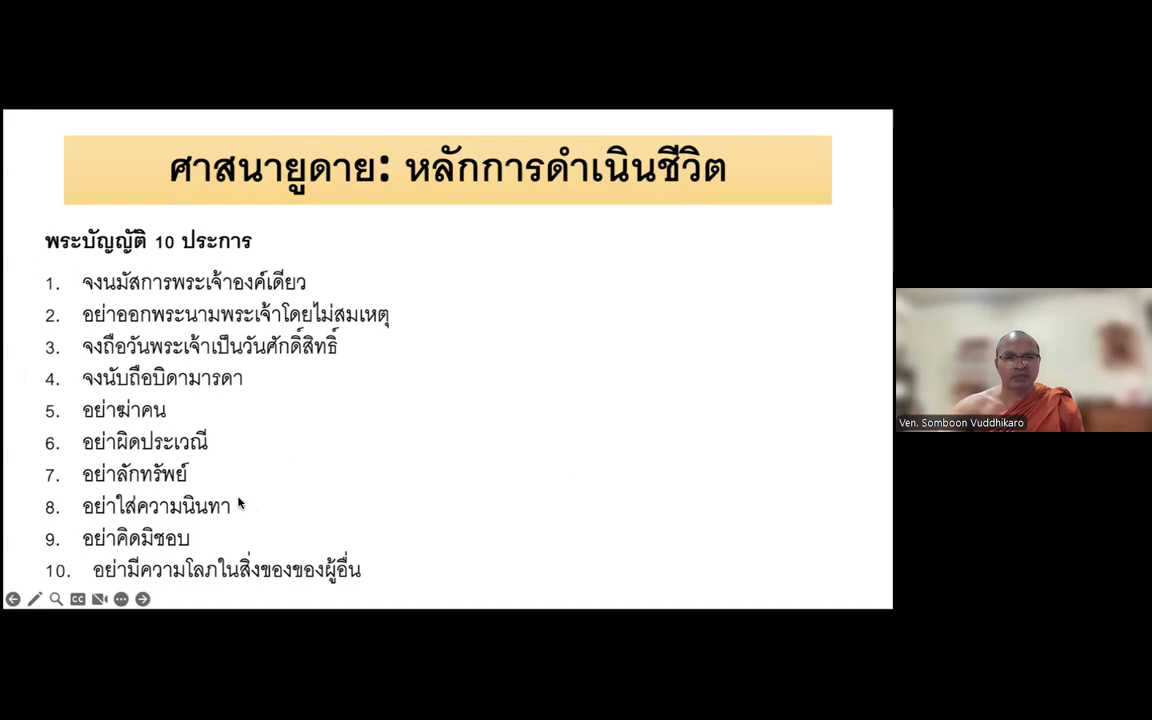 ศาสนายูดาย: หลักการดำเนินชีวิต
พระบัญญัติ 10 ประการ
1. จงนมัสการพระเจ้าองค์เดียว
2. อย่าออกพระนามพระเจ้าโดยไม่สมเหตุ
3. จงถือวันพระเจ้าเป็นวันศักดิ์สิทธิ์
4. จงนับถือบิดามารดา
5. อย่าฆ่าคน
6. อย่าผิดประเวณี
7. อย่าลักทรัพย์
8. อย่าใส่ความนินทา
9. อย่าคิดมิชอบ
10. อย่ามีความโลภในสิ่งของของผู้อื่น
CC
Ven. Somboon Vuddhikaro